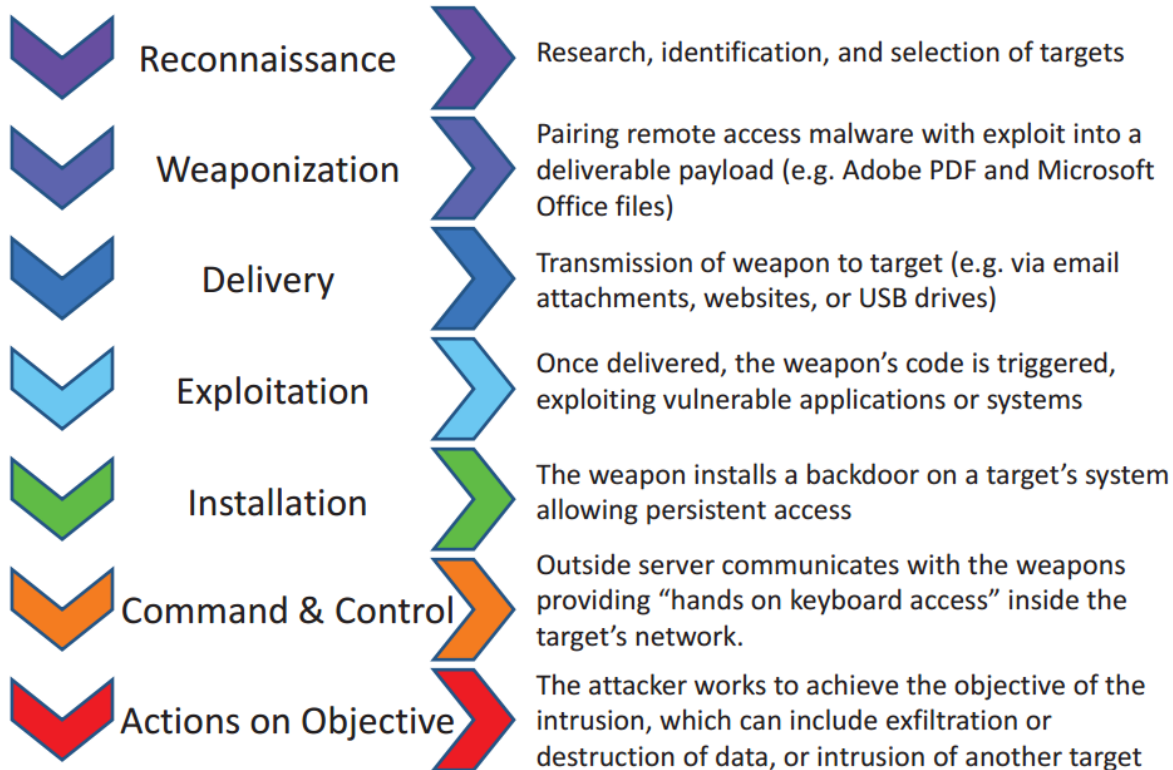 Reconnaissance
Research, identification, and selection of targets
Weaponization
Pairing remote access malware with exploit into a
deliverable payload (e.g. Adobe PDF and Microsoft
Office files)
Delivery
Transmission of weapon to target (e.g. via email
attachments, websites, or USB drives)
Exploitation
Once delivered, the weapon’s code is triggered,
exploiting vulnerable applications or systems
Installation
The weapon installs a backdoor on a target’s system
allowing persistent access
Command & Control
Outside server communicates with the weapons
providing “hands on keyboard access” inside the
target’s network.
Actions on Objective
The attacker works to achieve the objective of the
intrusion, which can include exfiltration or
destruction of data, or intrusion of another target